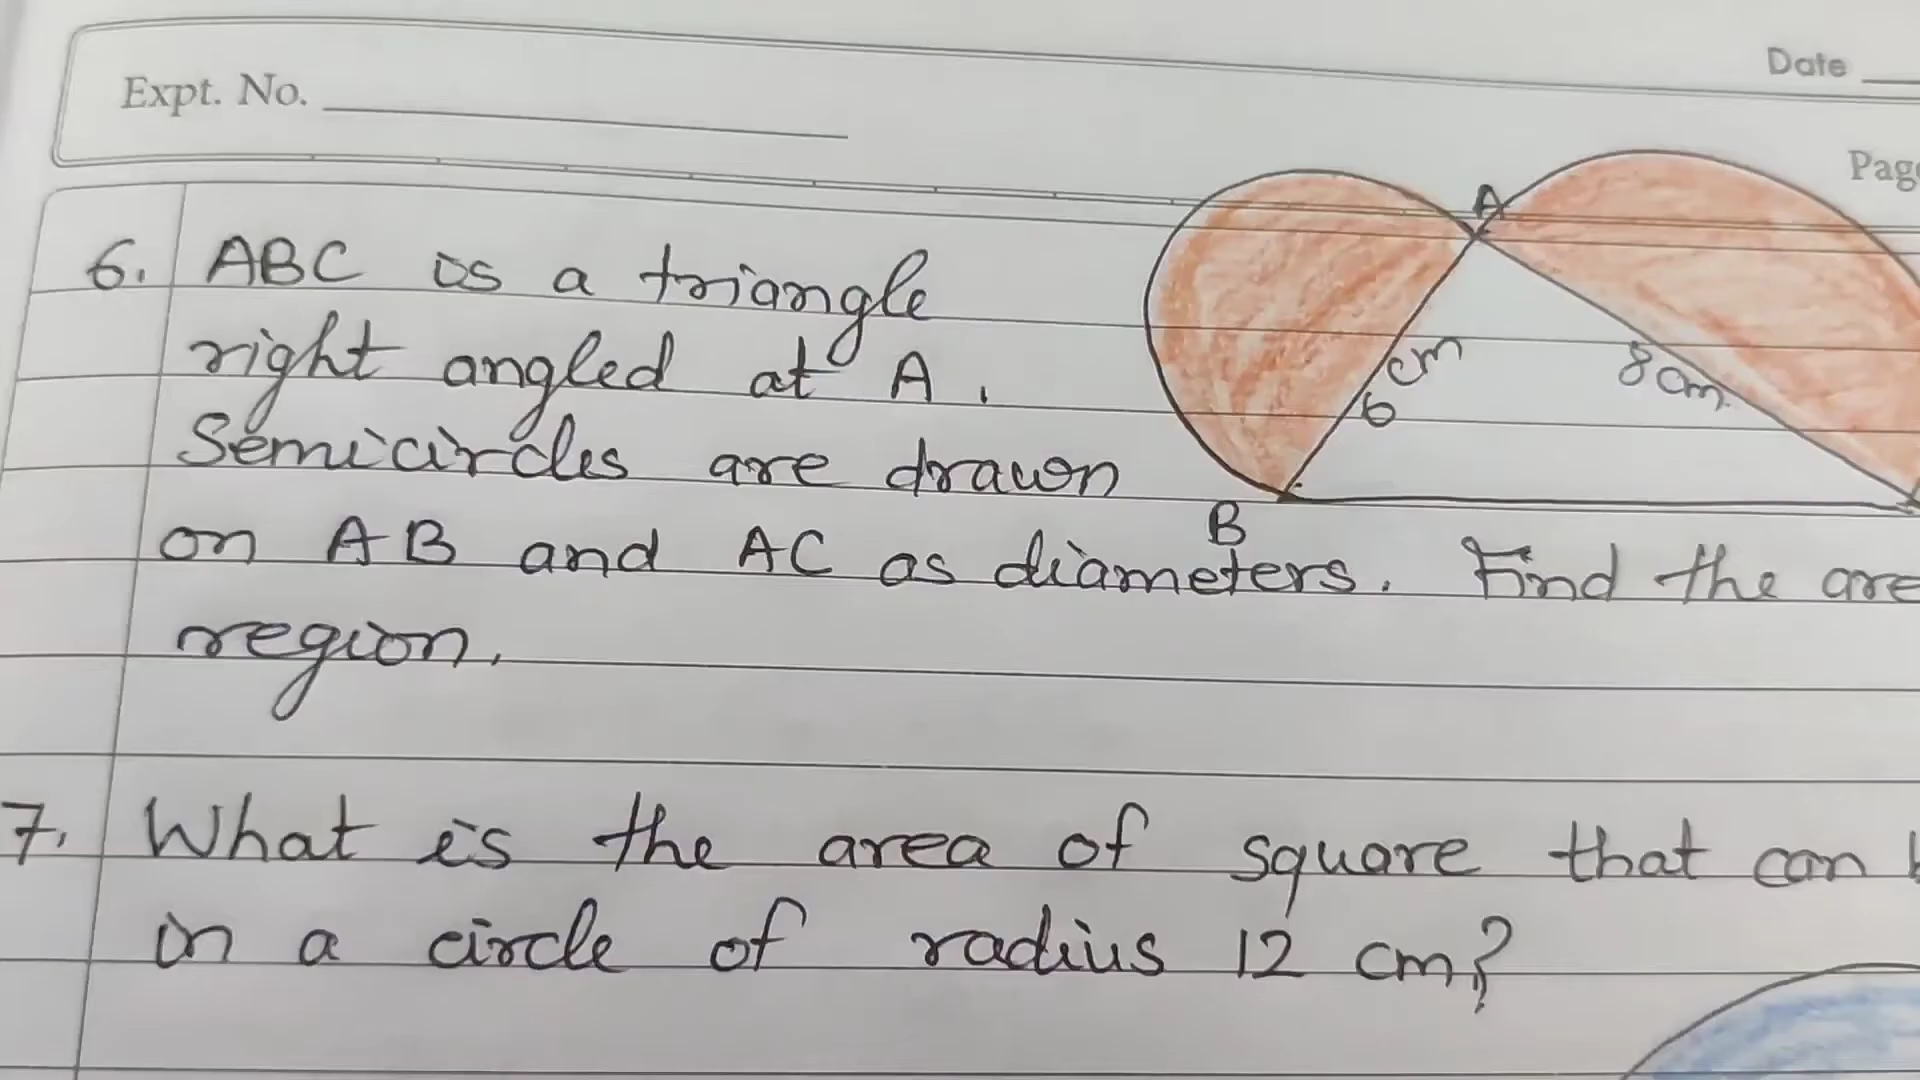 Expt. No.
Date
Page
6. ABC is a triangle
right angled at A.
Semicircles are drawn
on AB and AC as diameters. Find the
region.
A
6 cm
8 cm
B
7. What is the area of square that can
in a circle of radius 12 cm?